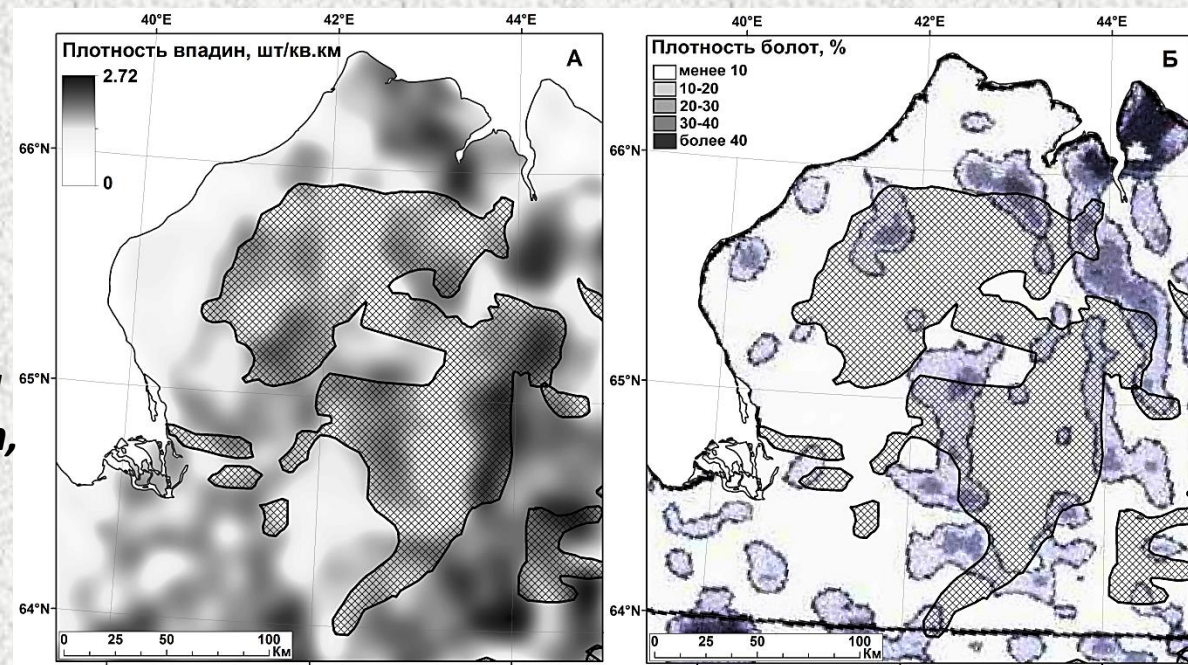 40°E
42°E
44°E
Плотность впадин, шт/кв.км
А
2.72
0
66°N
65°N
64°N
0 25 50 100
Км
40°E
42°E
44°E
Плотность болот, %
Б
менее 10
10-20
20-30
30-40
более 40
66°N
65°N
64°N
0 25 50 100
Км